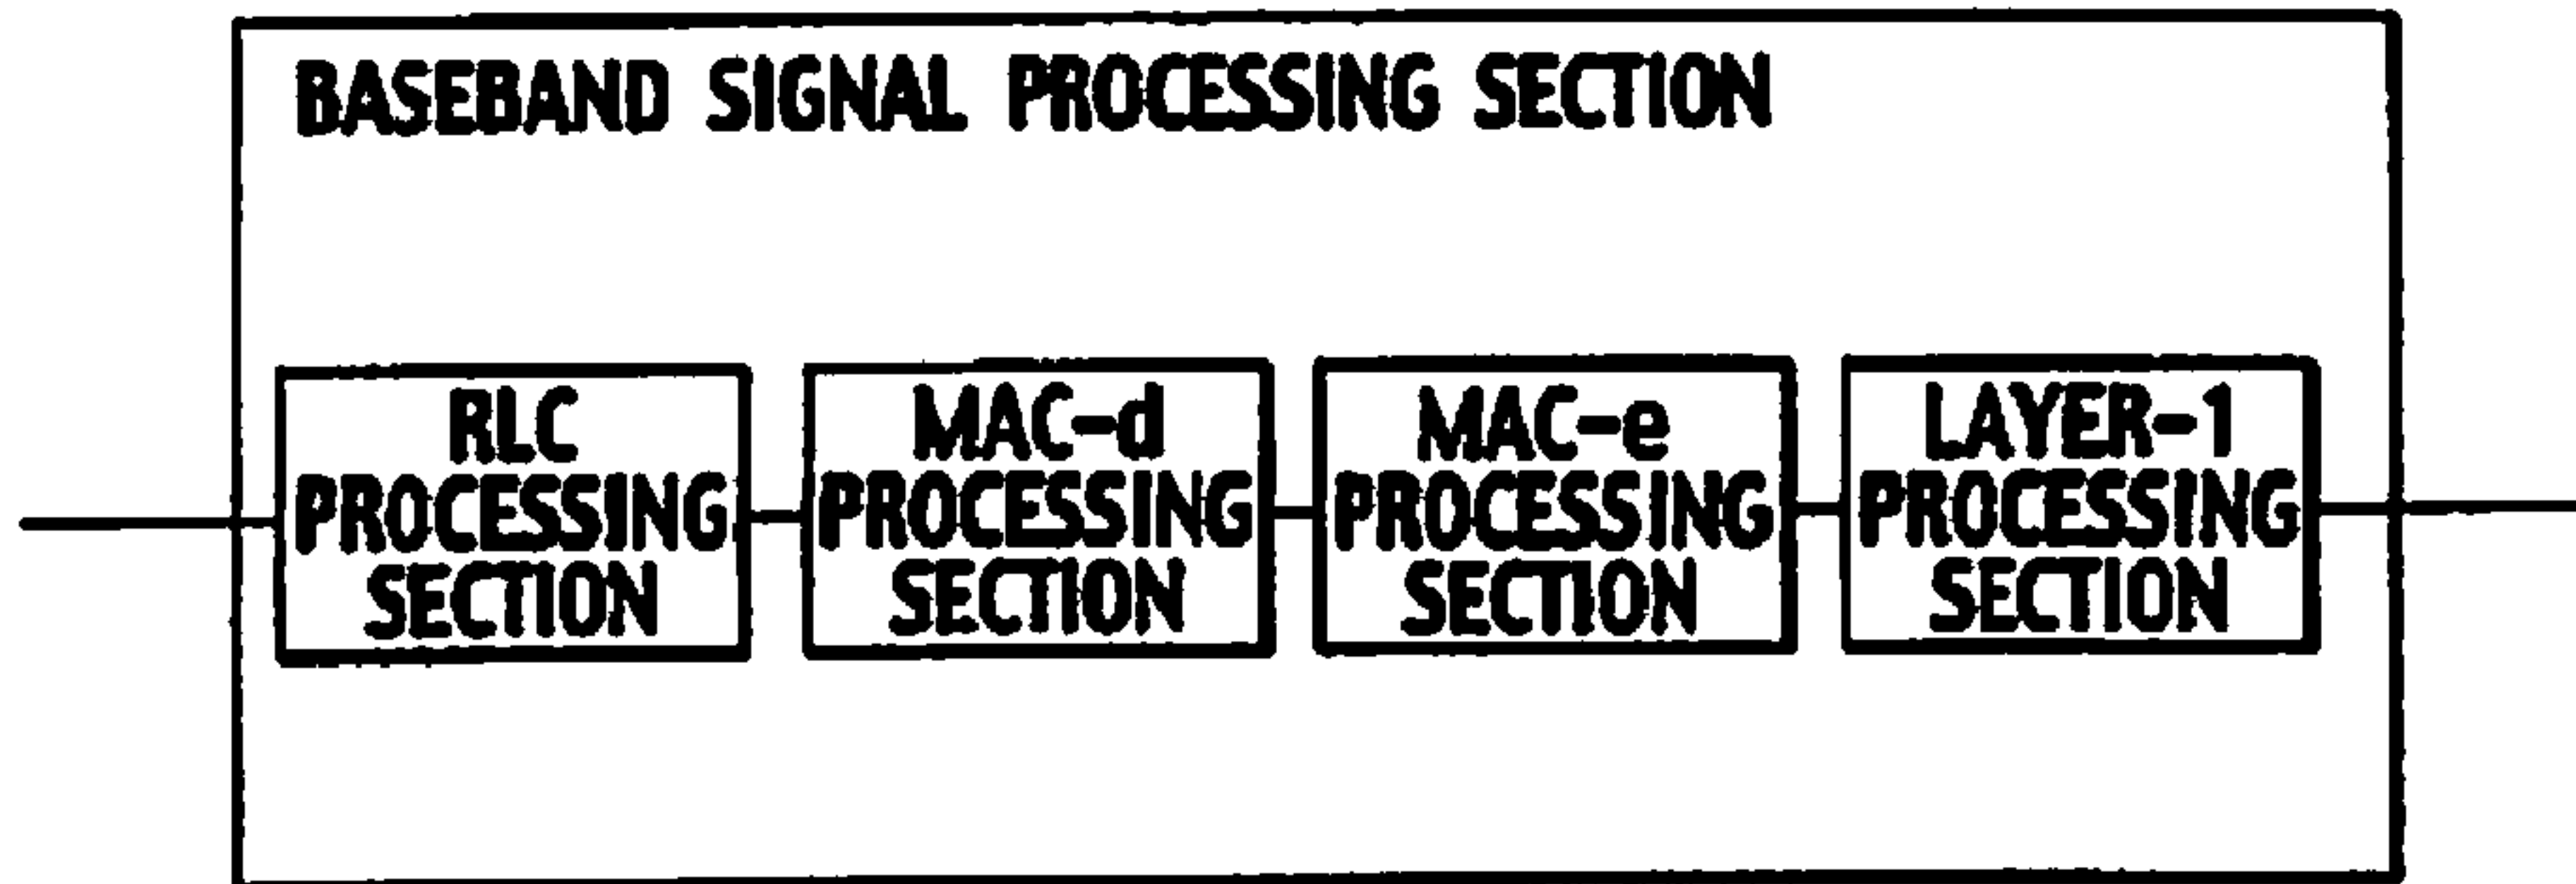 BASEBAND SIGNAL PROCESSING SECTION
RLC
PROCESSING
SECTION
MAC-d
PROCESSING
SECTION
MAC-e
PROCESSING
SECTION
LAYER-1
PROCESSING
SECTION